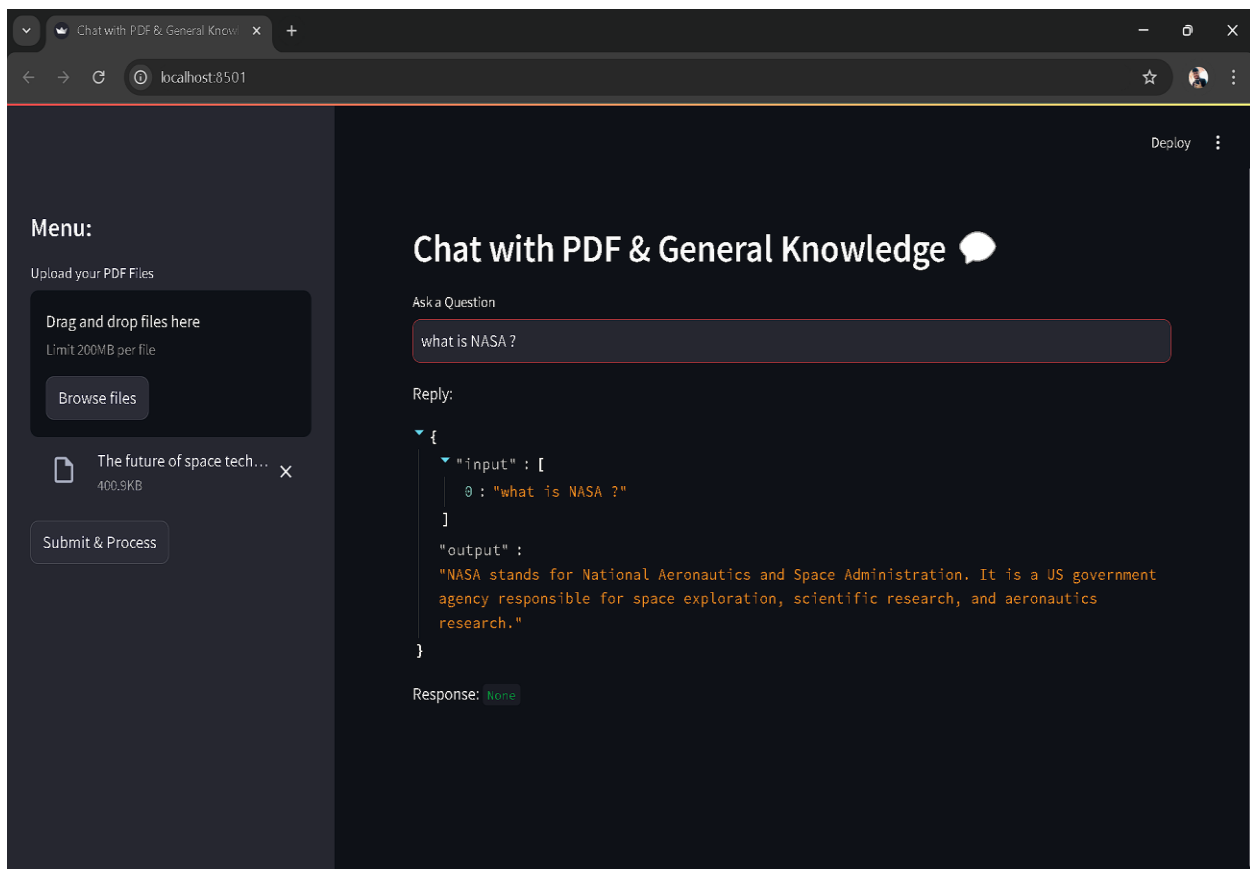 Chat with PDF & General Know
localhost:8501
Deploy
Menu:
Upload your PDF Files
Drag and drop files here
Limit 200MB per file
Browse files
The future of space tech...
400.9KB
Submit & Process
Chat with PDF & General Knowledge
Ask a Question
what is NASA ?
Reply:
{
"input" : [
0 : "what is NASA ?"
]
"output" :
"NASA stands for National Aeronautics and Space Administration. It is a US government
agency responsible for space exploration, scientific research, and aeronautics
research."
}
Response: None